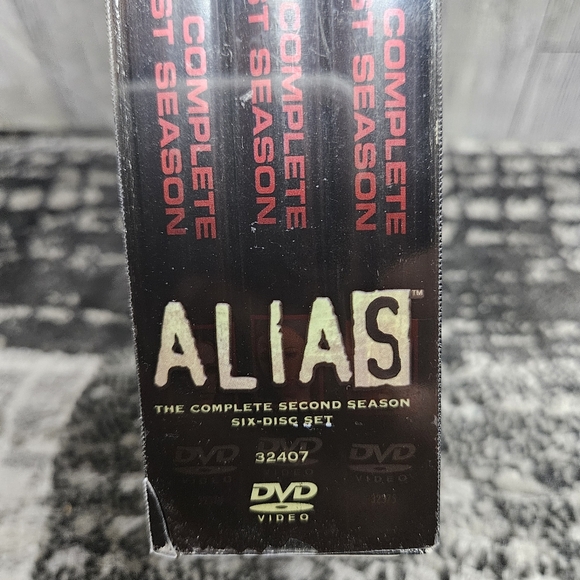 COMPLETE
ST SEASON
COMPLETE
ST SEASON
COMPLETE
ST SEASON
ALIAS™
THE COMPLETE SECOND SEASON
SIX-DISC SET
DVD
DVD
DVD
32407
DVD
VIDEO